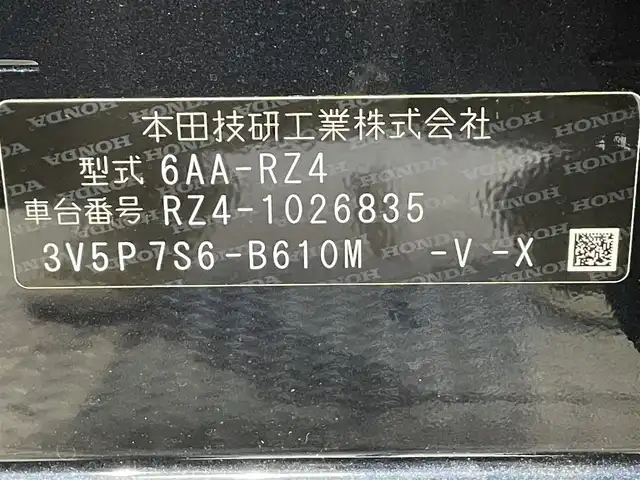 本田技研工業株式会社
型式 6AA-RZ4
車台番号 RZ4-1026835
3V5P7S6-B610M -V -X